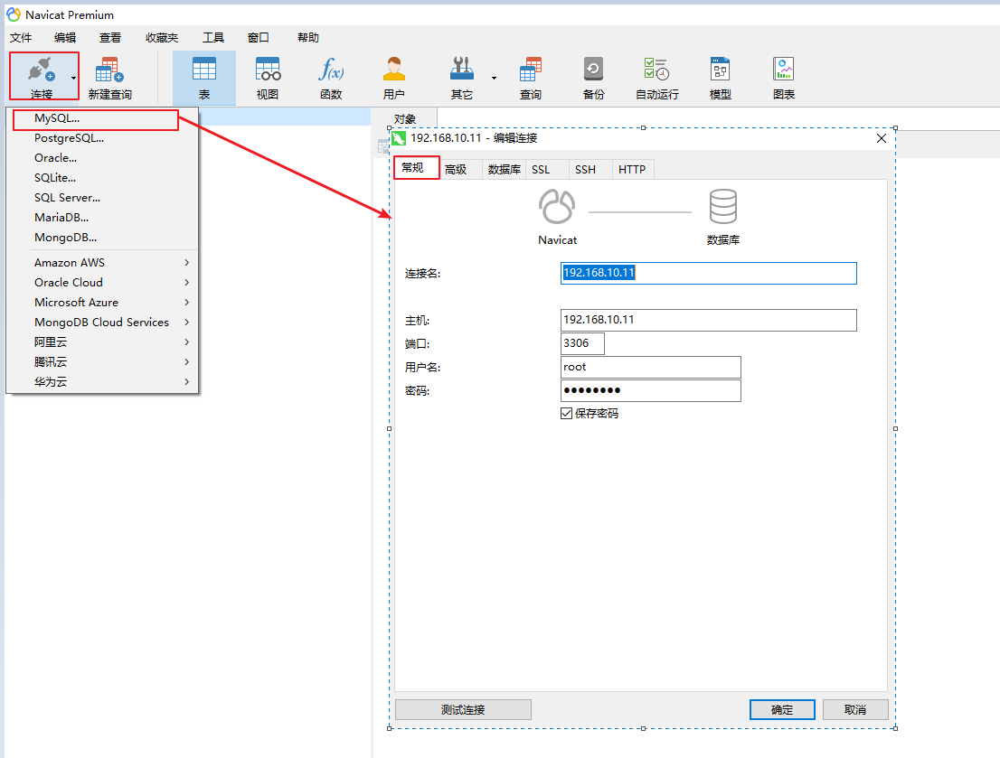 Navicat Premium
文件 编辑 查看 收藏夹 工具 窗口 帮助
连接 新建查询 表 视图 函数 用户 其它 查询 备份 自动运行 模型 图表
f(x)
MySQL...
PostgreSQL...
Oracle...
SQLite...
SQL Server...
MariaDB...
MongoDB...
Amazon AWS
Oracle Cloud
Microsoft Azure
MongoDB Cloud Services
阿里云
腾讯云
华为云
对象
192.168.10.11 - 编辑连接
常规 高级 数据库 SSL SSH HTTP
Navicat 数据库
连接名: 192.168.10.11
主机: 192.168.10.11
端口: 3306
用户名: root
密码: ●●●●●●●●
保存密码
测试连接 确定 取消